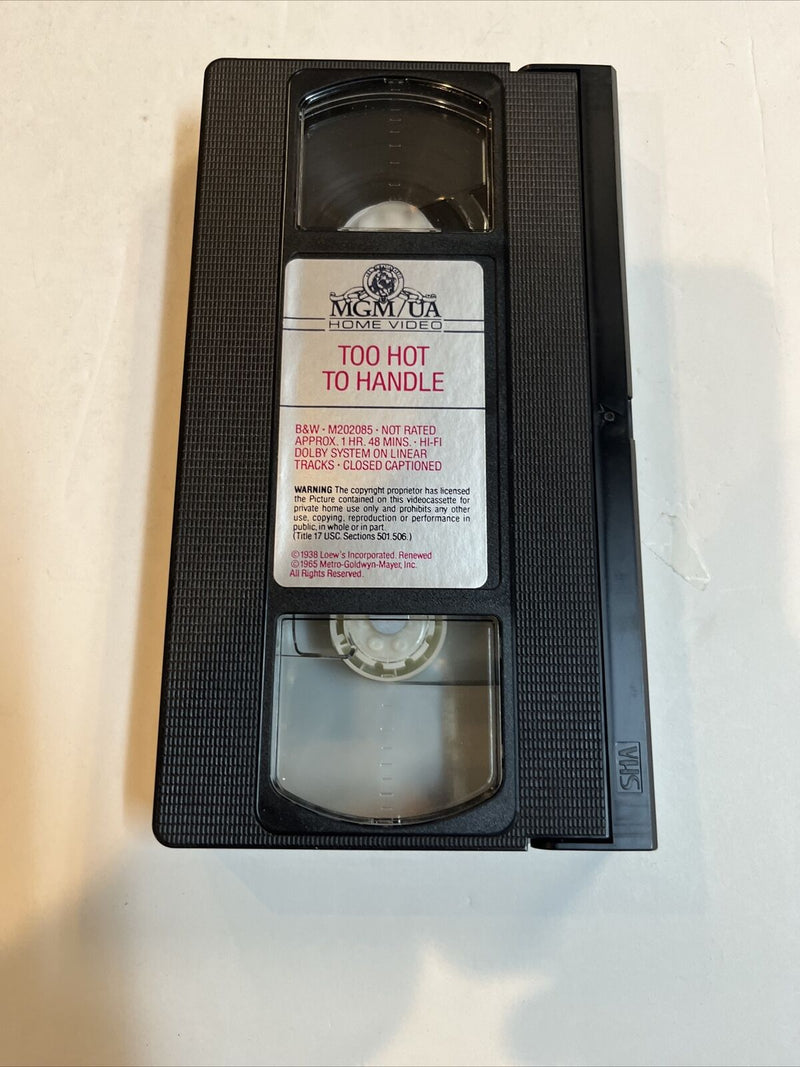 MGM/UA
HOME VIDEO
TOO HOT
TO HANDLE
B&W • M202085 • NOT RATED
APPROX. 1 HR. 48 MINS. • HI-FI
DOLBY SYSTEM ON LINEAR
TRACKS • CLOSED CAPTIONED
WARNING The copyright proprietor has licensed
the Picture contained on this videocassette for
private home use only and prohibits any other
use, copying, reproduction or performance in
public, in whole or in part.
(Title 17 USC. Sections 501.506.)
©1938 Loew's Incorporated. Renewed
©1965 Metro-Goldwyn-Mayer, Inc.
All Rights Reserved.
VHS